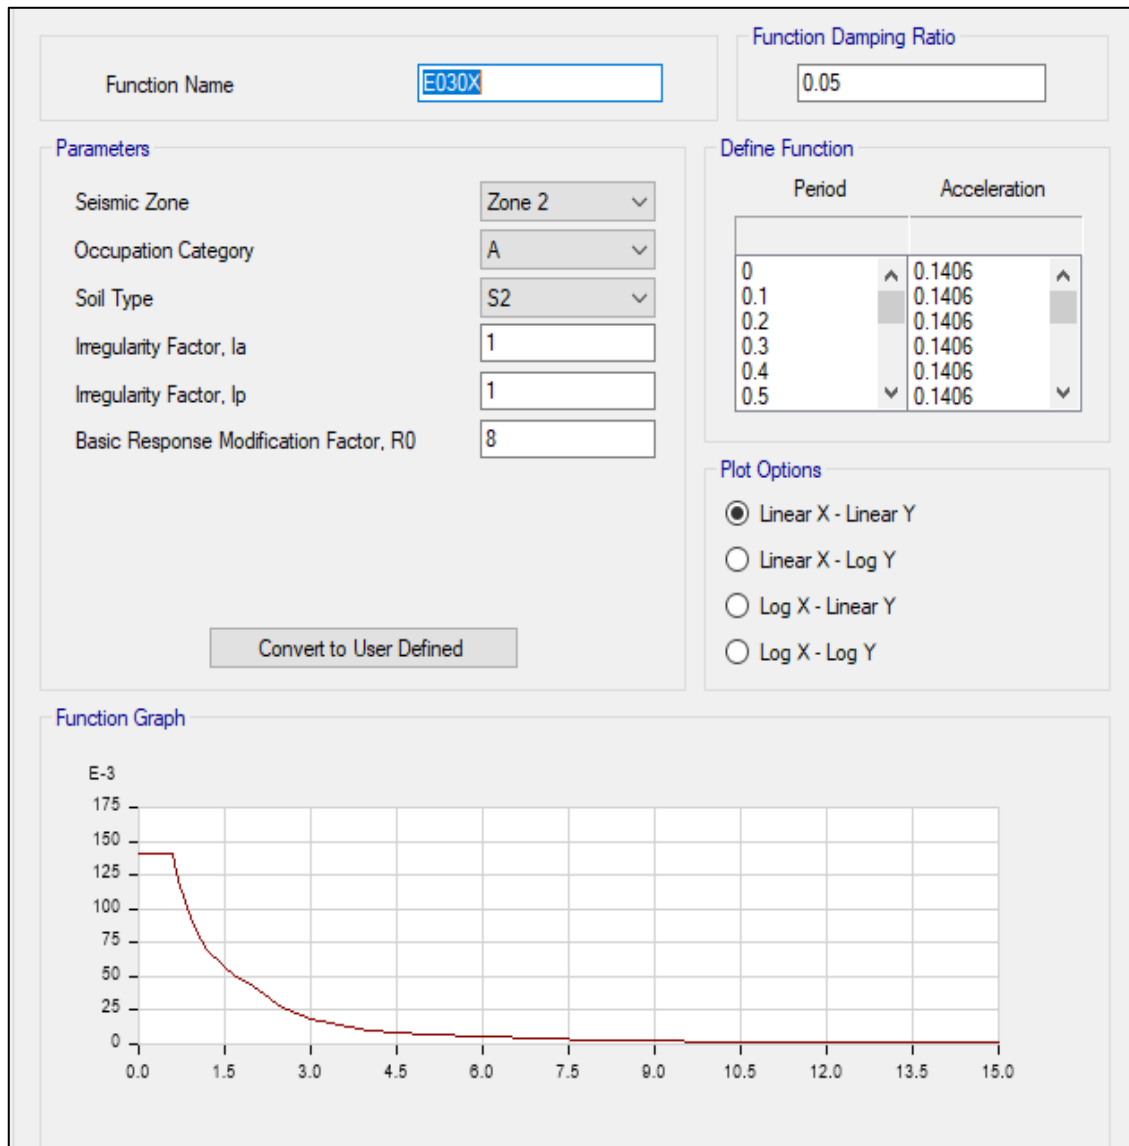 Function Damping Ratio
Function Name E030X 0.05
Parameters
Seismic Zone Zone 2
Occupation Category A
Soil Type S2
Irregularity Factor, Ia 1
Irregularity Factor, Ip 1
Basic Response Modification Factor, R0 8
Convert to User Defined
Define Function
Period Acceleration
0 0.1406
0.1 0.1406
0.2 0.1406
0.3 0.1406
0.4 0.1406
0.5 0.1406
Plot Options
Linear X - Linear Y
Linear X - Log Y
Log X - Linear Y
Log X - Log Y
Function Graph
E-3
175
150
125
100
75
50
25
0
0.0 1.5 3.0 4.5 6.0 7.5 9.0 10.5 12.0 13.5 15.0